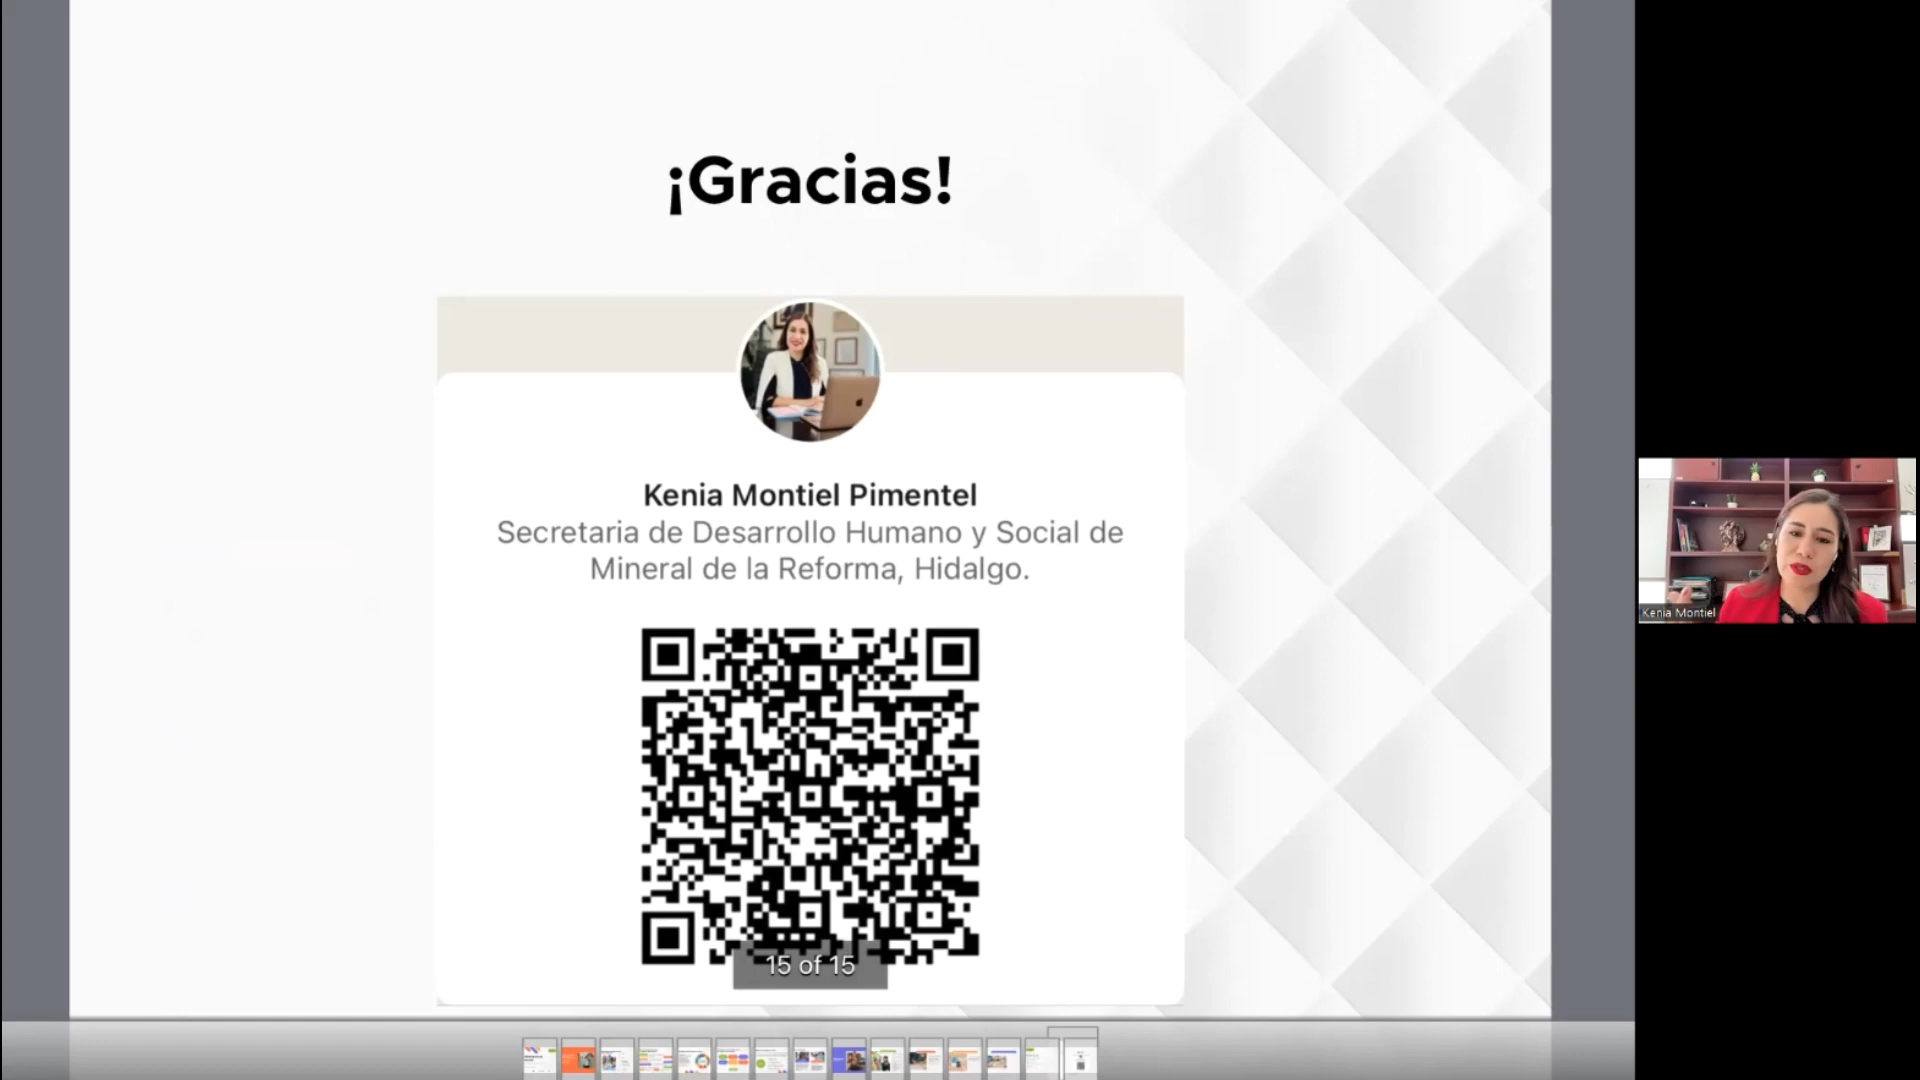 ¡Gracias!
Kenia Montiel Pimentel
Secretaria de Desarrollo Humano y Social de
Mineral de la Reforma, Hidalgo.
15 of 15
Kenia Montiel